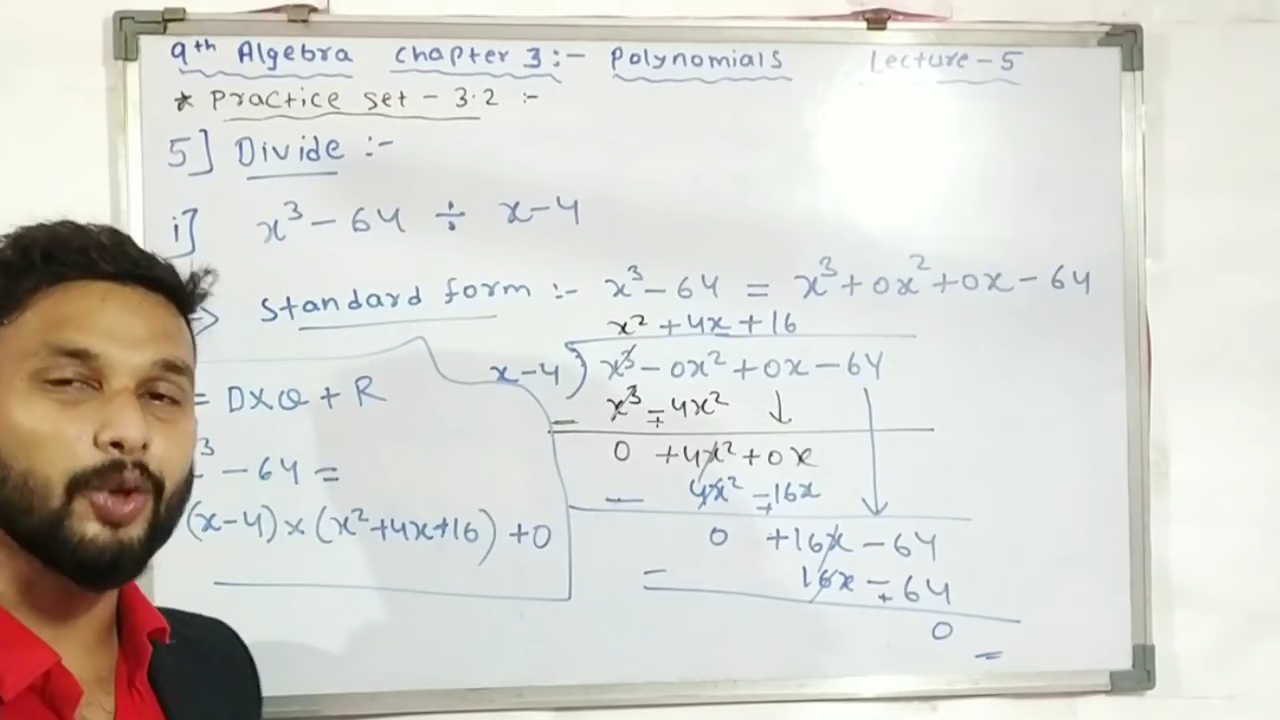 9th Algebra Chapter 3:- Polynomials Lecture-5
* Practice set - 3.2 :-
5] Divide :-
i] x³-64 ÷ x-4
⇒ Standard form :- x³-64 = x³+0x²+0x-64
x²+4x+16
x-4 ) x³-0x²+0x-64
x³-4x²
0 +4x²+0x
4x²-16x
0 +16x-64
16x-64
0
= D×Q+R
³-64 =
(x-4)×(x²+4x+16)+0